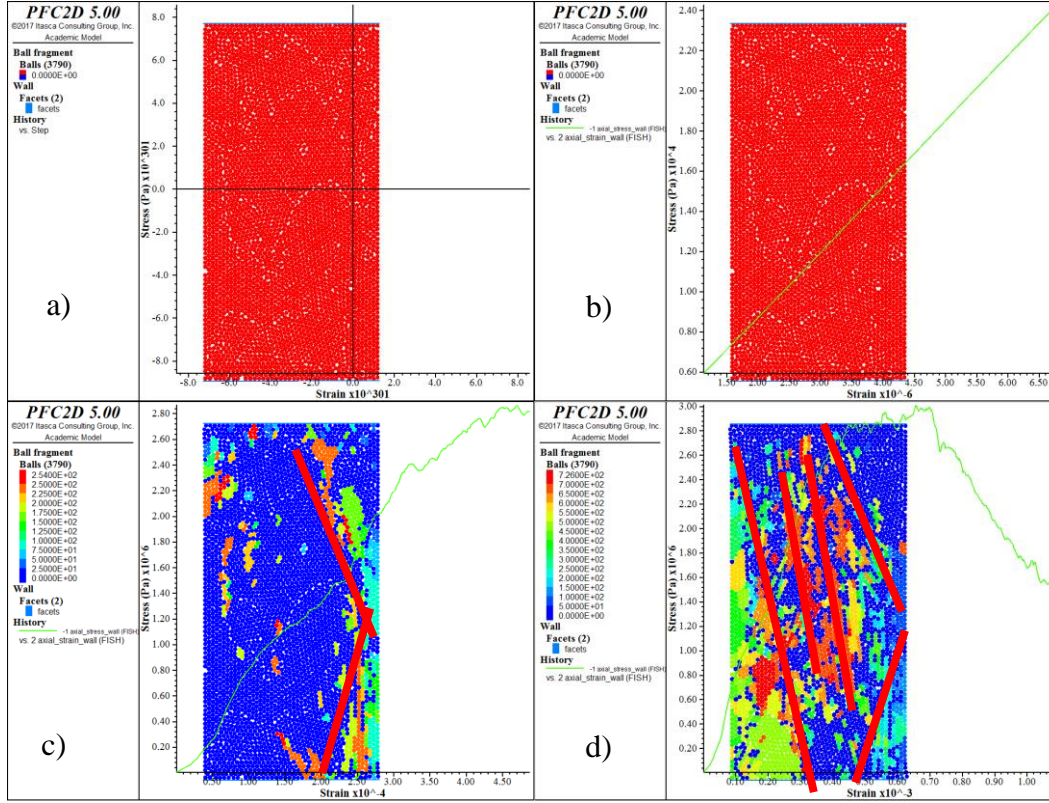 PFC2D 5.00
©2017 Itasca Consulting Group, Inc.
Academic Model
Ball fragment
Balls (3790)
0.0000E+00
Wall
Facets (2)
facets
History
vs. Step
a)
Stress (Pa) x10^301
8.0
6.0
4.0
2.0
0.0
-2.0
-4.0
-6.0
-8.0
-8.0 -6.0 -4.0 -2.0 0.0 2.0 4.0 6.0 8.0
Strain x10^301
PFC2D 5.00
©2017 Itasca Consulting Group, Inc.
Academic Model
Ball fragment
Balls (3790)
0.0000E+00
Wall
Facets (2)
facets
History
-1 axial_stress_wall (FISH)
vs. 2 axial_strain_wall (FISH)
b)
Stress (Pa) x10^4
2.40
2.20
2.00
1.80
1.60
1.40
1.20
1.00
0.80
0.60
1.50 2.00 2.50 3.00 3.50 4.00 4.50 5.00 5.50 6.00 6.50
Strain x10^-6
PFC2D 5.00
©2017 Itasca Consulting Group, Inc.
Academic Model
Ball fragment
Balls (3790)
2.5400E+02
2.5000E+02
2.2500E+02
2.0000E+02
1.7500E+02
1.5000E+02
1.2500E+02
1.0000E+02
7.5000E+01
5.0000E+01
2.5000E+01
0.0000E+00
Wall
Facets (2)
facets
History
-1 axial_stress_wall (FISH)
vs. 2 axial_strain_wall (FISH)
c)
Stress (Pa) x10^6
2.80
2.60
2.40
2.20
2.00
1.80
1.60
1.40
1.20
1.00
0.80
0.60
0.40
0.20
0.50 1.00 1.50 2.00 2.50 3.00 3.50 4.00 4.50
Strain x10^-4
PFC2D 5.00
©2017 Itasca Consulting Group, Inc.
Academic Model
Ball fragment
Balls (3790)
7.2600E+02
7.0000E+02
6.5000E+02
6.0000E+02
5.5000E+02
5.0000E+02
4.5000E+02
4.0000E+02
3.5000E+02
3.0000E+02
2.5000E+02
2.0000E+02
1.5000E+02
1.0000E+02
5.0000E+01
0.0000E+00
Wall
Facets (2)
facets
History
-1 axial_stress_wall (FISH)
vs. 2 axial_strain_wall (FISH)
d)
Stress (Pa) x10^6
3.00
2.80
2.60
2.40
2.20
2.00
1.80
1.60
1.40
1.20
1.00
0.80
0.60
0.40
0.20
0.10 0.20 0.30 0.40 0.50 0.60 0.70 0.80 0.90 1.00
Strain x10^-3